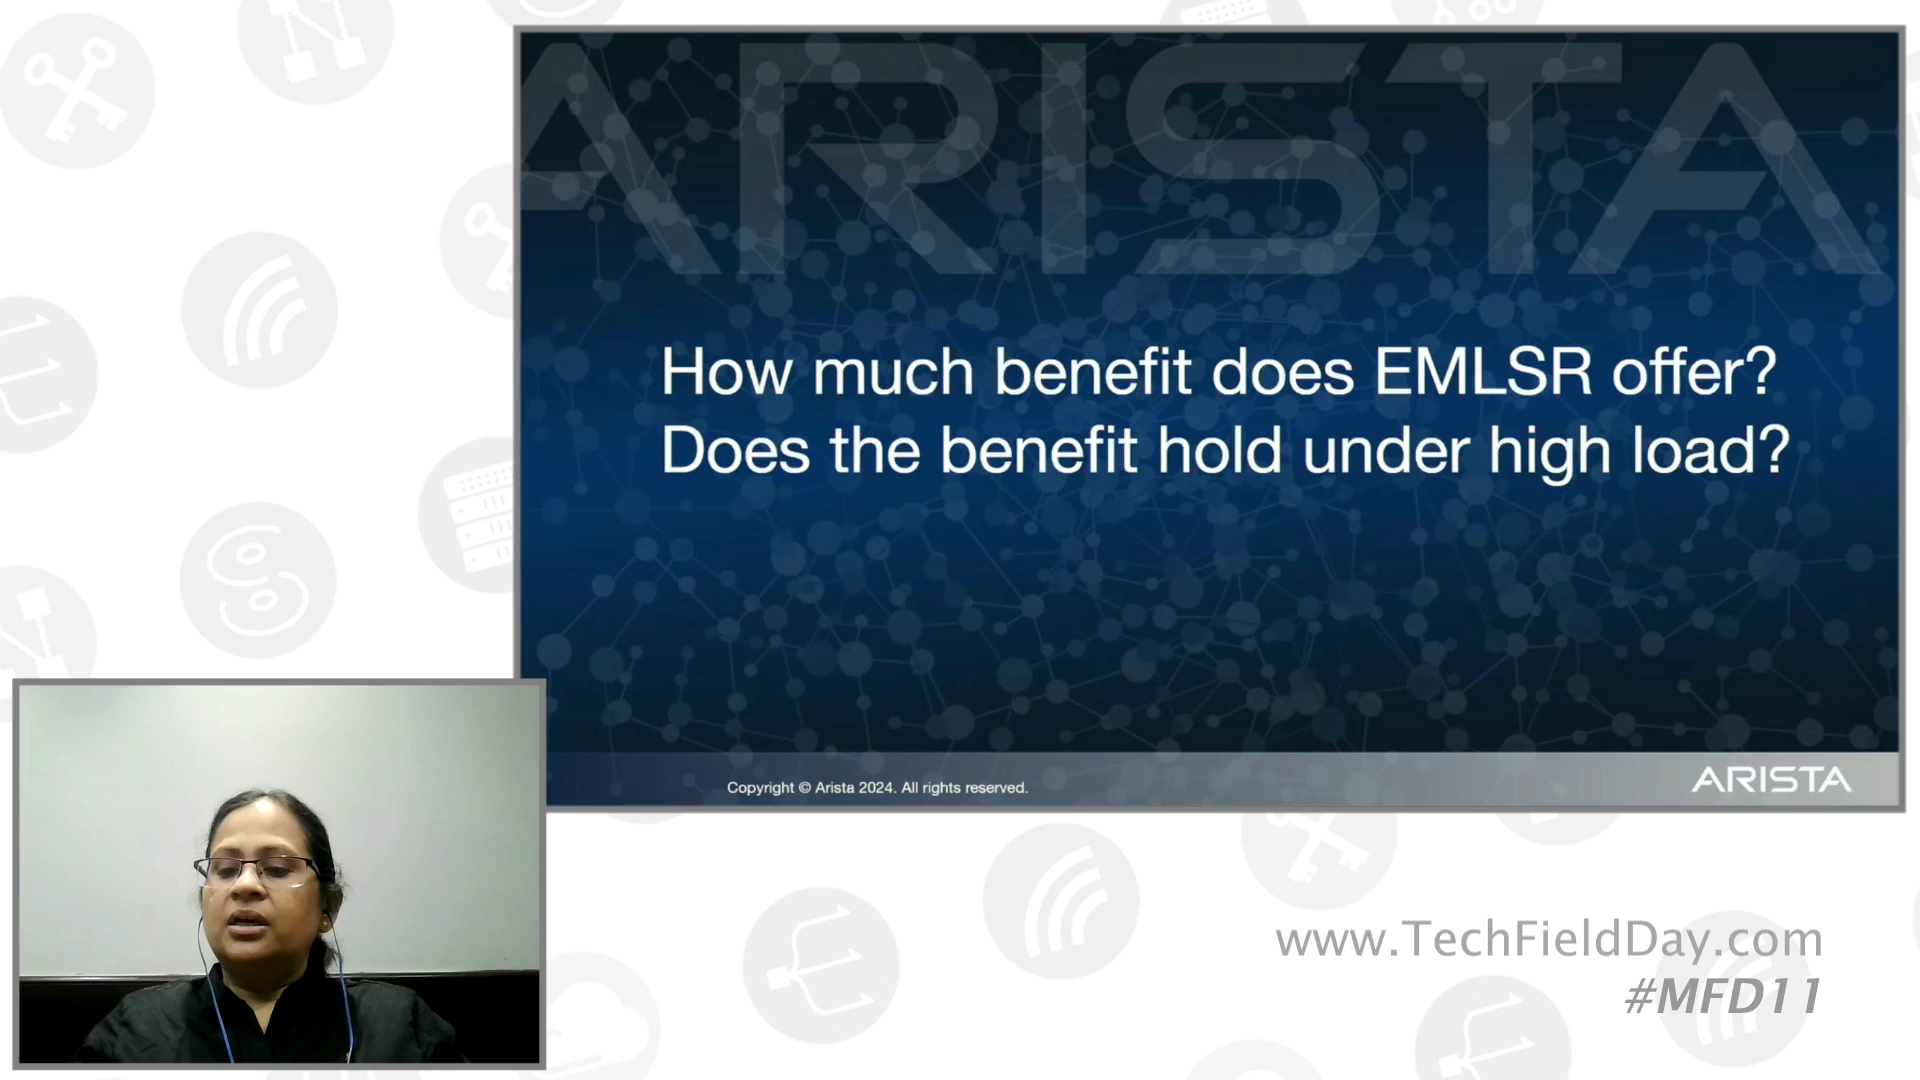 ARISTA
How much benefit does EMLSR offer?
Does the benefit hold under high load?
Copyright © Arista 2024. All rights reserved.
ARISTA
www.TechFieldDay.com
#MFD11